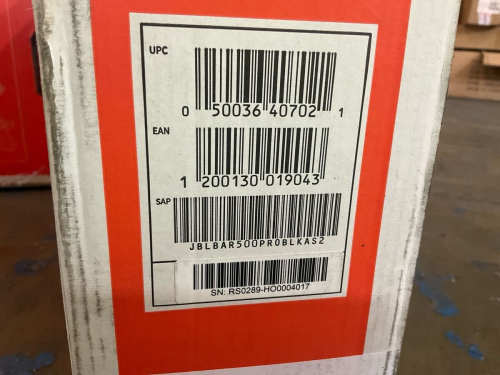 UPC
0 50036 40702 1
EAN
1 200130 019043
SAP
JBLBAR500PROBLKAS2
SN: RS0289-HO0004017